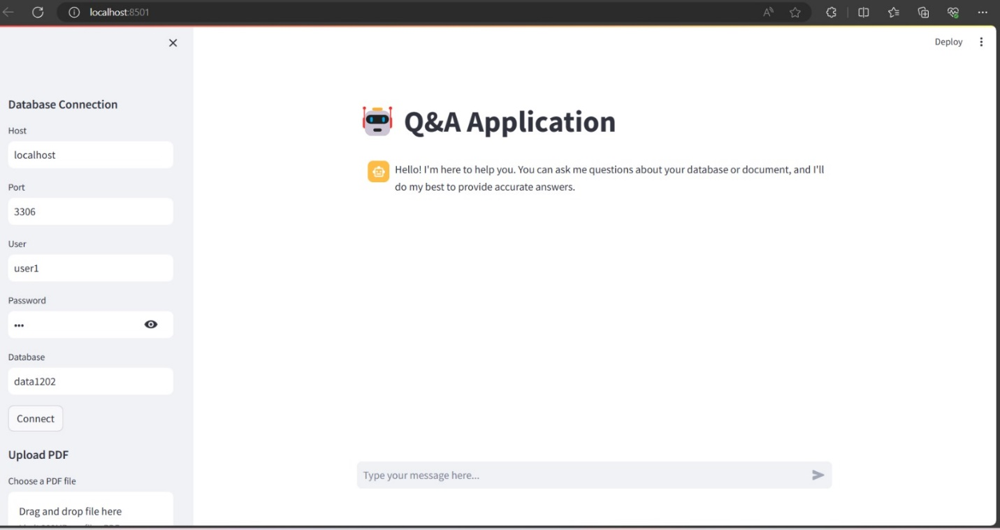 localhost:8501
Deploy
Database Connection
Host
localhost
Port
3306
User
user1
Password
•••
Database
data1202
Connect
Upload PDF
Choose a PDF file
Drag and drop file here
Q&A Application
Hello! I'm here to help you. You can ask me questions about your database or document, and I'll
do my best to provide accurate answers.
Type your message here...